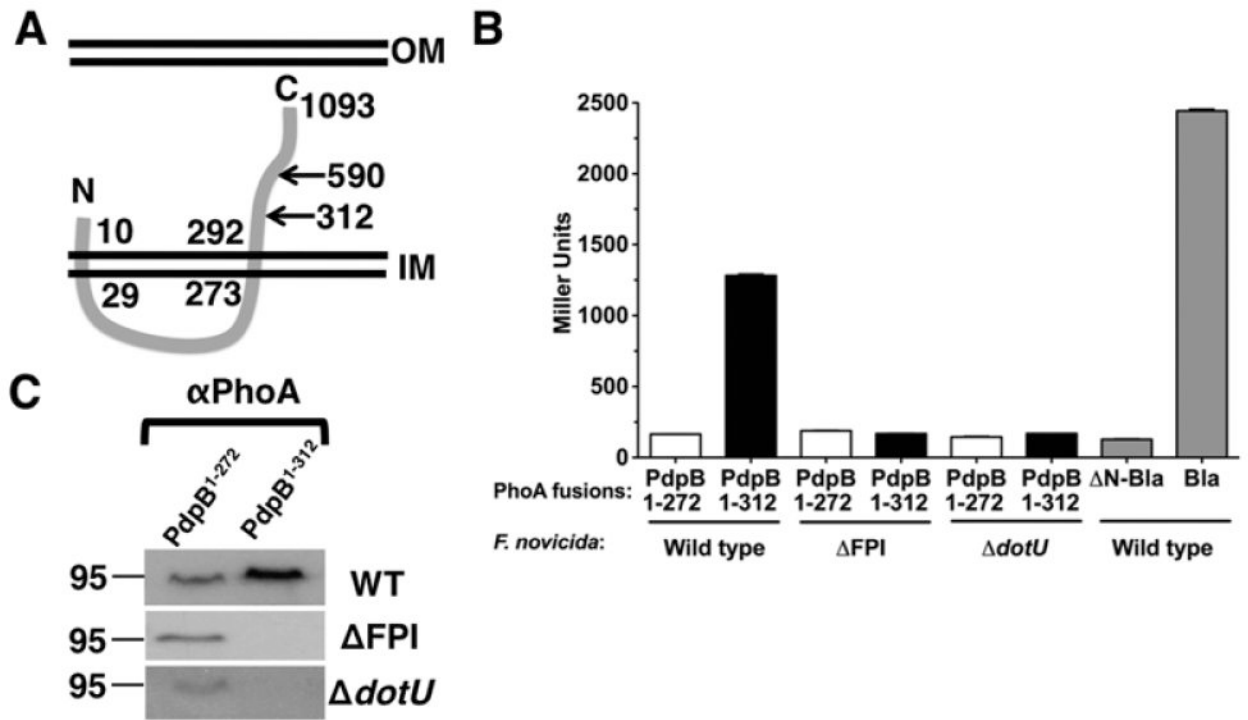 A
OM
C
1093
590
N
312
10
292
IM
29
273
B
2500
2000
1500
1000
500
0
Miller Units
PhoA fusions:
PdpB PdpB PdpB PdpB PdpB PdpB ΔN-Bla Bla
1-272 1-312 1-272 1-312 1-272 1-312
F. novicida:
Wild type ΔFPI ΔdotU Wild type
C
αPhoA
PdpB1-272
PdpB1-312
95
WT
95
ΔFPI
95
ΔdotU